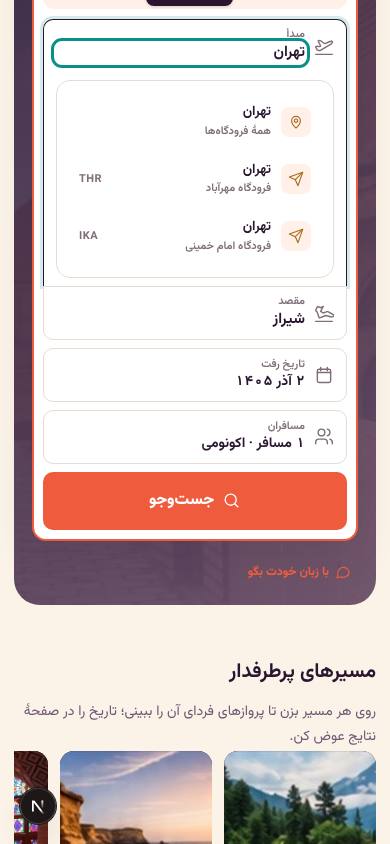 مبدأ
تهران
تهران
همهٔ فرودگاه‌ها
تهران
فرودگاه مهرآباد
THR
تهران
فرودگاه امام خمینی
IKA
مقصد
شیراز
تاریخ رفت
۲ آذر ۱۴۰۵
مسافران
۱ مسافر · اکونومی
جست‌وجو
با زبان خودت بگو
مسیرهای پرطرفدار
روی هر مسیر بزن تا پروازهای فردای آن را ببینی؛ تاریخ را در صفحهٔ
نتایج عوض کن.
N